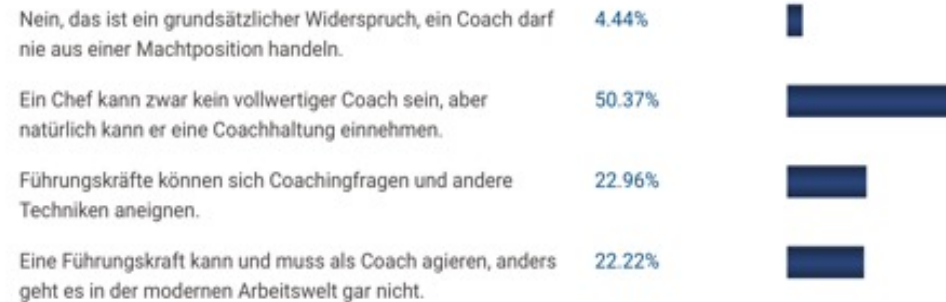 Nein, das ist ein grundsätzlicher Widerspruch, ein Coach darf
nie aus einer Machtposition handeln.
4.44%
Ein Chef kann zwar kein vollwertiger Coach sein, aber
natürlich kann er eine Coachhaltung einnehmen.
50.37%
Führungskräfte können sich Coachingfragen und andere
Techniken aneignen.
22.96%
Eine Führungskraft kann und muss als Coach agieren, anders
geht es in der modernen Arbeitswelt gar nicht.
22.22%